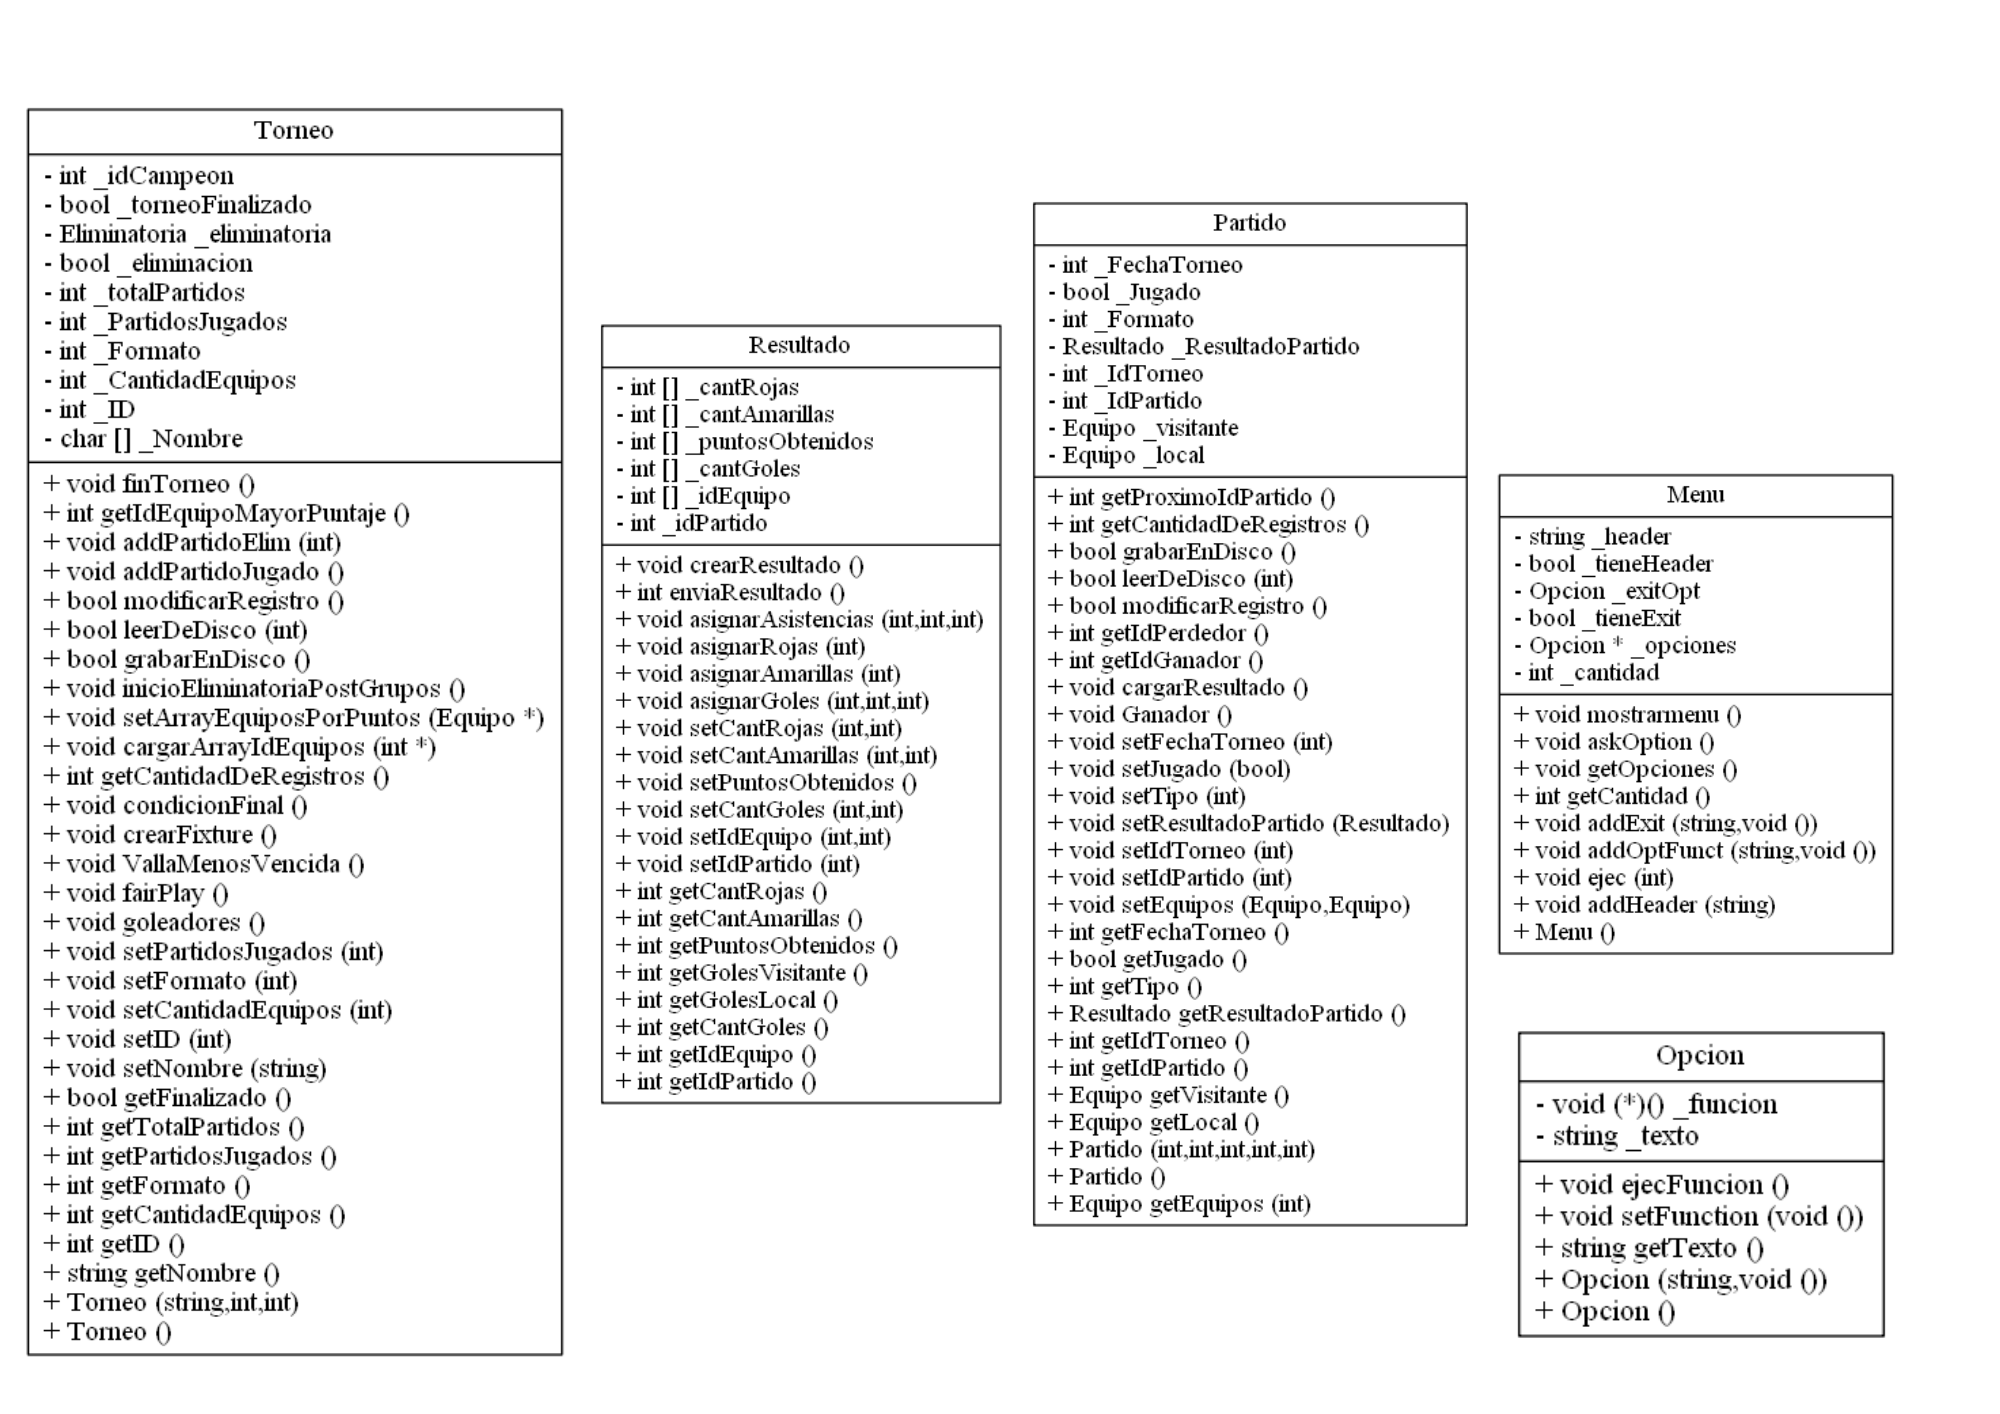 Torneo
- int _idCampeon
- bool _torneoFinalizado
- Eliminatoria _eliminatoria
- bool _eliminacion
- int _totalPartidos
- int _PartidosJugados
- int _Formato
- int _CantidadEquipos
- int _ID
- char [] _Nombre
+ void finTorneo ()
+ int getIdEquipoMayorPuntaje ()
+ void addPartidoElim (int)
+ void addPartidoJugado ()
+ bool modificarRegistro ()
+ bool leerDeDisco (int)
+ bool grabarEnDisco ()
+ void inicioEliminatoriaPostGrupos ()
+ void setArrayEquiposPorPuntos (Equipo *)
+ void cargarArrayIdEquipos (int *)
+ int getCantidadDeRegistros ()
+ void condicionFinal ()
+ void crearFixture ()
+ void VallaMenosVencida ()
+ void fairPlay ()
+ void goleadores ()
+ void setPartidosJugados (int)
+ void setFormato (int)
+ void setCantidadEquipos (int)
+ void setID (int)
+ void setNombre (string)
+ bool getFinalizado ()
+ int getTotalPartidos ()
+ int getPartidosJugados ()
+ int getFormato ()
+ int getCantidadEquipos ()
+ int getID ()
+ string getNombre ()
+ Torneo (string,int,int)
+ Torneo ()
Resultado
- int [] _cantRojas
- int [] _cantAmarillas
- int [] _puntosObtenidos
- int [] _cantGoles
- int [] _idEquipo
- int _idPartido
+ void crearResultado ()
+ int enviaResultado ()
+ void asignarAsistencias (int,int,int)
+ void asignarRojas (int)
+ void asignarAmarillas (int)
+ void asignarGoles (int,int,int)
+ void setCantRojas (int,int)
+ void setCantAmarillas (int,int)
+ void setPuntosObtenidos ()
+ void setCantGoles (int,int)
+ void setIdEquipo (int,int)
+ void setIdPartido (int)
+ int getCantRojas ()
+ int getCantAmarillas ()
+ int getPuntosObtenidos ()
+ int getGolesVisitante ()
+ int getGolesLocal ()
+ int getCantGoles ()
+ int getIdEquipo ()
+ int getIdPartido ()
Partido
- int _FechaTorneo
- bool _Jugado
- int _Formato
- Resultado _ResultadoPartido
- int _IdTorneo
- int _IdPartido
- Equipo _visitante
- Equipo _local
+ int getProximoIdPartido ()
+ int getCantidadDeRegistros ()
+ bool grabarEnDisco ()
+ bool leerDeDisco (int)
+ bool modificarRegistro ()
+ int getIdPerdedor ()
+ int getIdGanador ()
+ void cargarResultado ()
+ void Ganador ()
+ void setFechaTorneo (int)
+ void setJugado (bool)
+ void setTipo (int)
+ void setResultadoPartido (Resultado)
+ void setIdTorneo (int)
+ void setIdPartido (int)
+ void setEquipos (Equipo,Equipo)
+ int getFechaTorneo ()
+ bool getJugado ()
+ int getTipo ()
+ Resultado getResultadoPartido ()
+ int getIdTorneo ()
+ int getIdPartido ()
+ Equipo getVisitante ()
+ Equipo getLocal ()
+ Partido (int,int,int,int,int)
+ Partido ()
+ Equipo getEquipos (int)
Menu
- string _header
- bool _tieneHeader
- Opcion _exitOpt
- bool _tieneExit
- Opcion * _opciones
- int _cantidad
+ void mostrarmenu ()
+ void askOption ()
+ void getOpciones ()
+ int getCantidad ()
+ void addExit (string,void ())
+ void addOptFunct (string,void ())
+ void ejec (int)
+ void addHeader (string)
+ Menu ()
Opcion
- void (*)() _funcion
- string _texto
+ void ejecFuncion ()
+ void setFunction (void ())
+ string getTexto ()
+ Opcion (string,void ())
+ Opcion ()